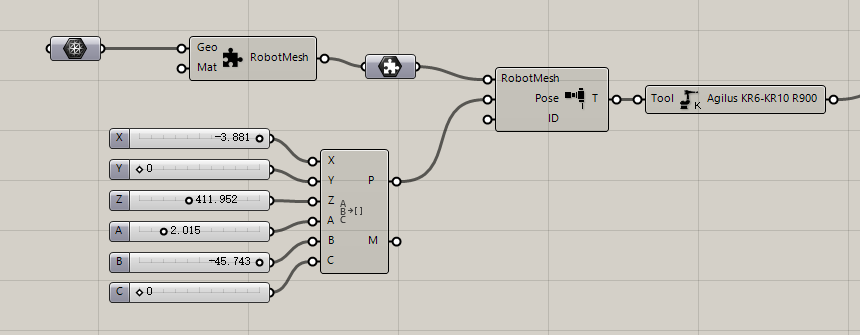 Geo
Mat
RobotMesh
RobotMesh
Pose
ID
T
Tool
K
Agilus KR6-KR10 R900
X -3.881
Y 0
Z 411.952
A 2.015
B -45.743
C 0
X
Y
Z
A
B
C
A
B→[]
C
P
M